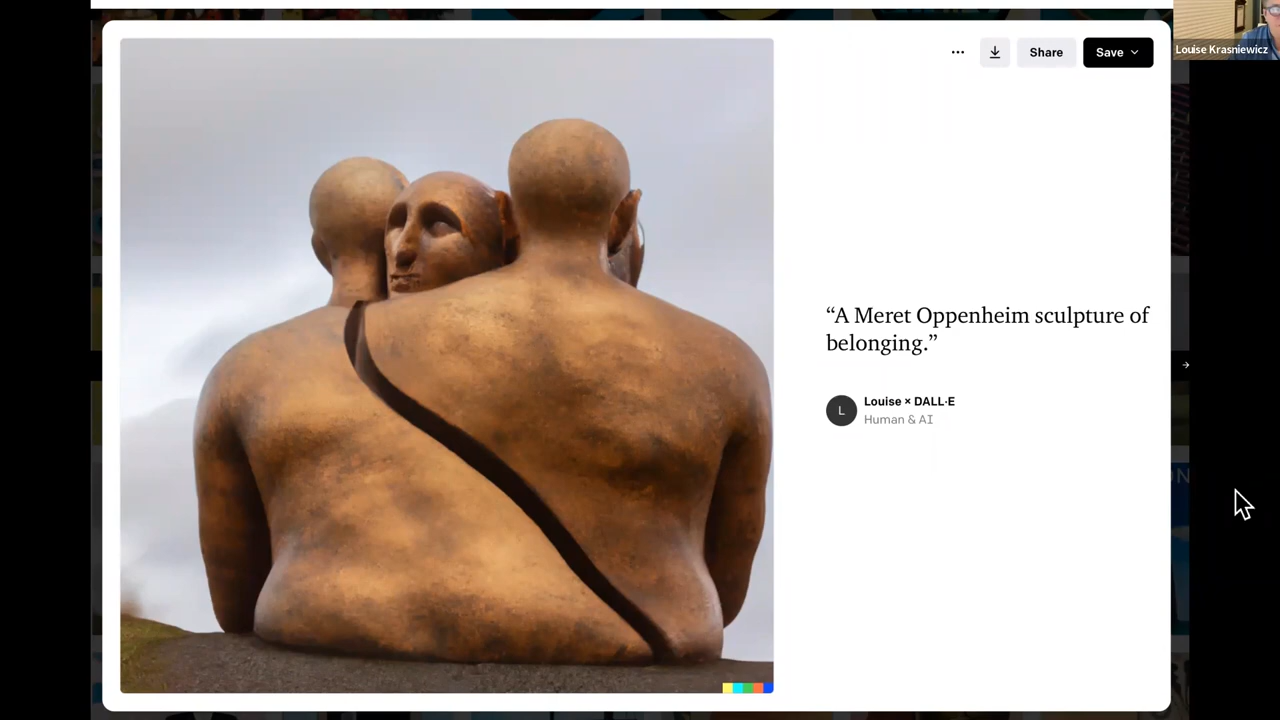 Share
Save
Louise Krasniewicz
“A Meret Oppenheim sculpture of
belonging.”
L
Louise × DALL·E
Human & AI